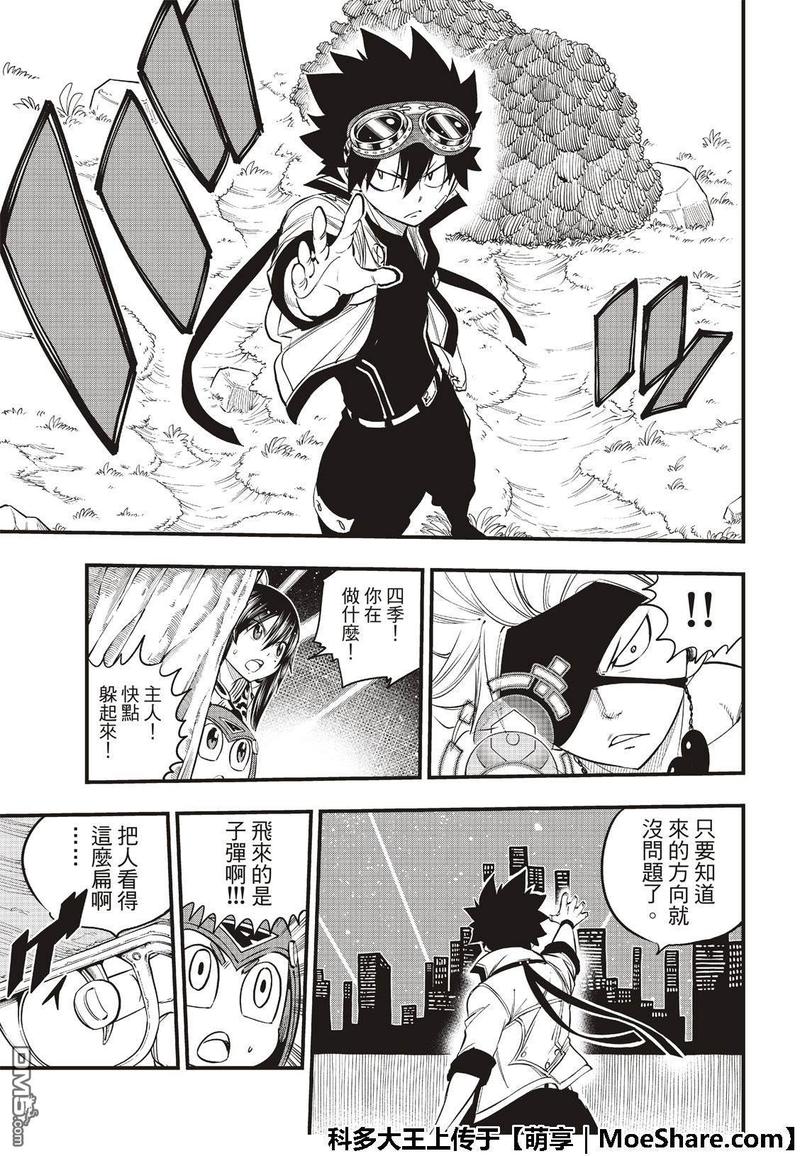 !!
四季！
你在
做什麼！
主人！
快點
躲起來！
只要知道
來的方向就
沒問題了。
飛來的是
子彈啊!!!
把人看得
這麼扁啊
……
DM5
科多大王上传于【萌享｜MoeShare.com】